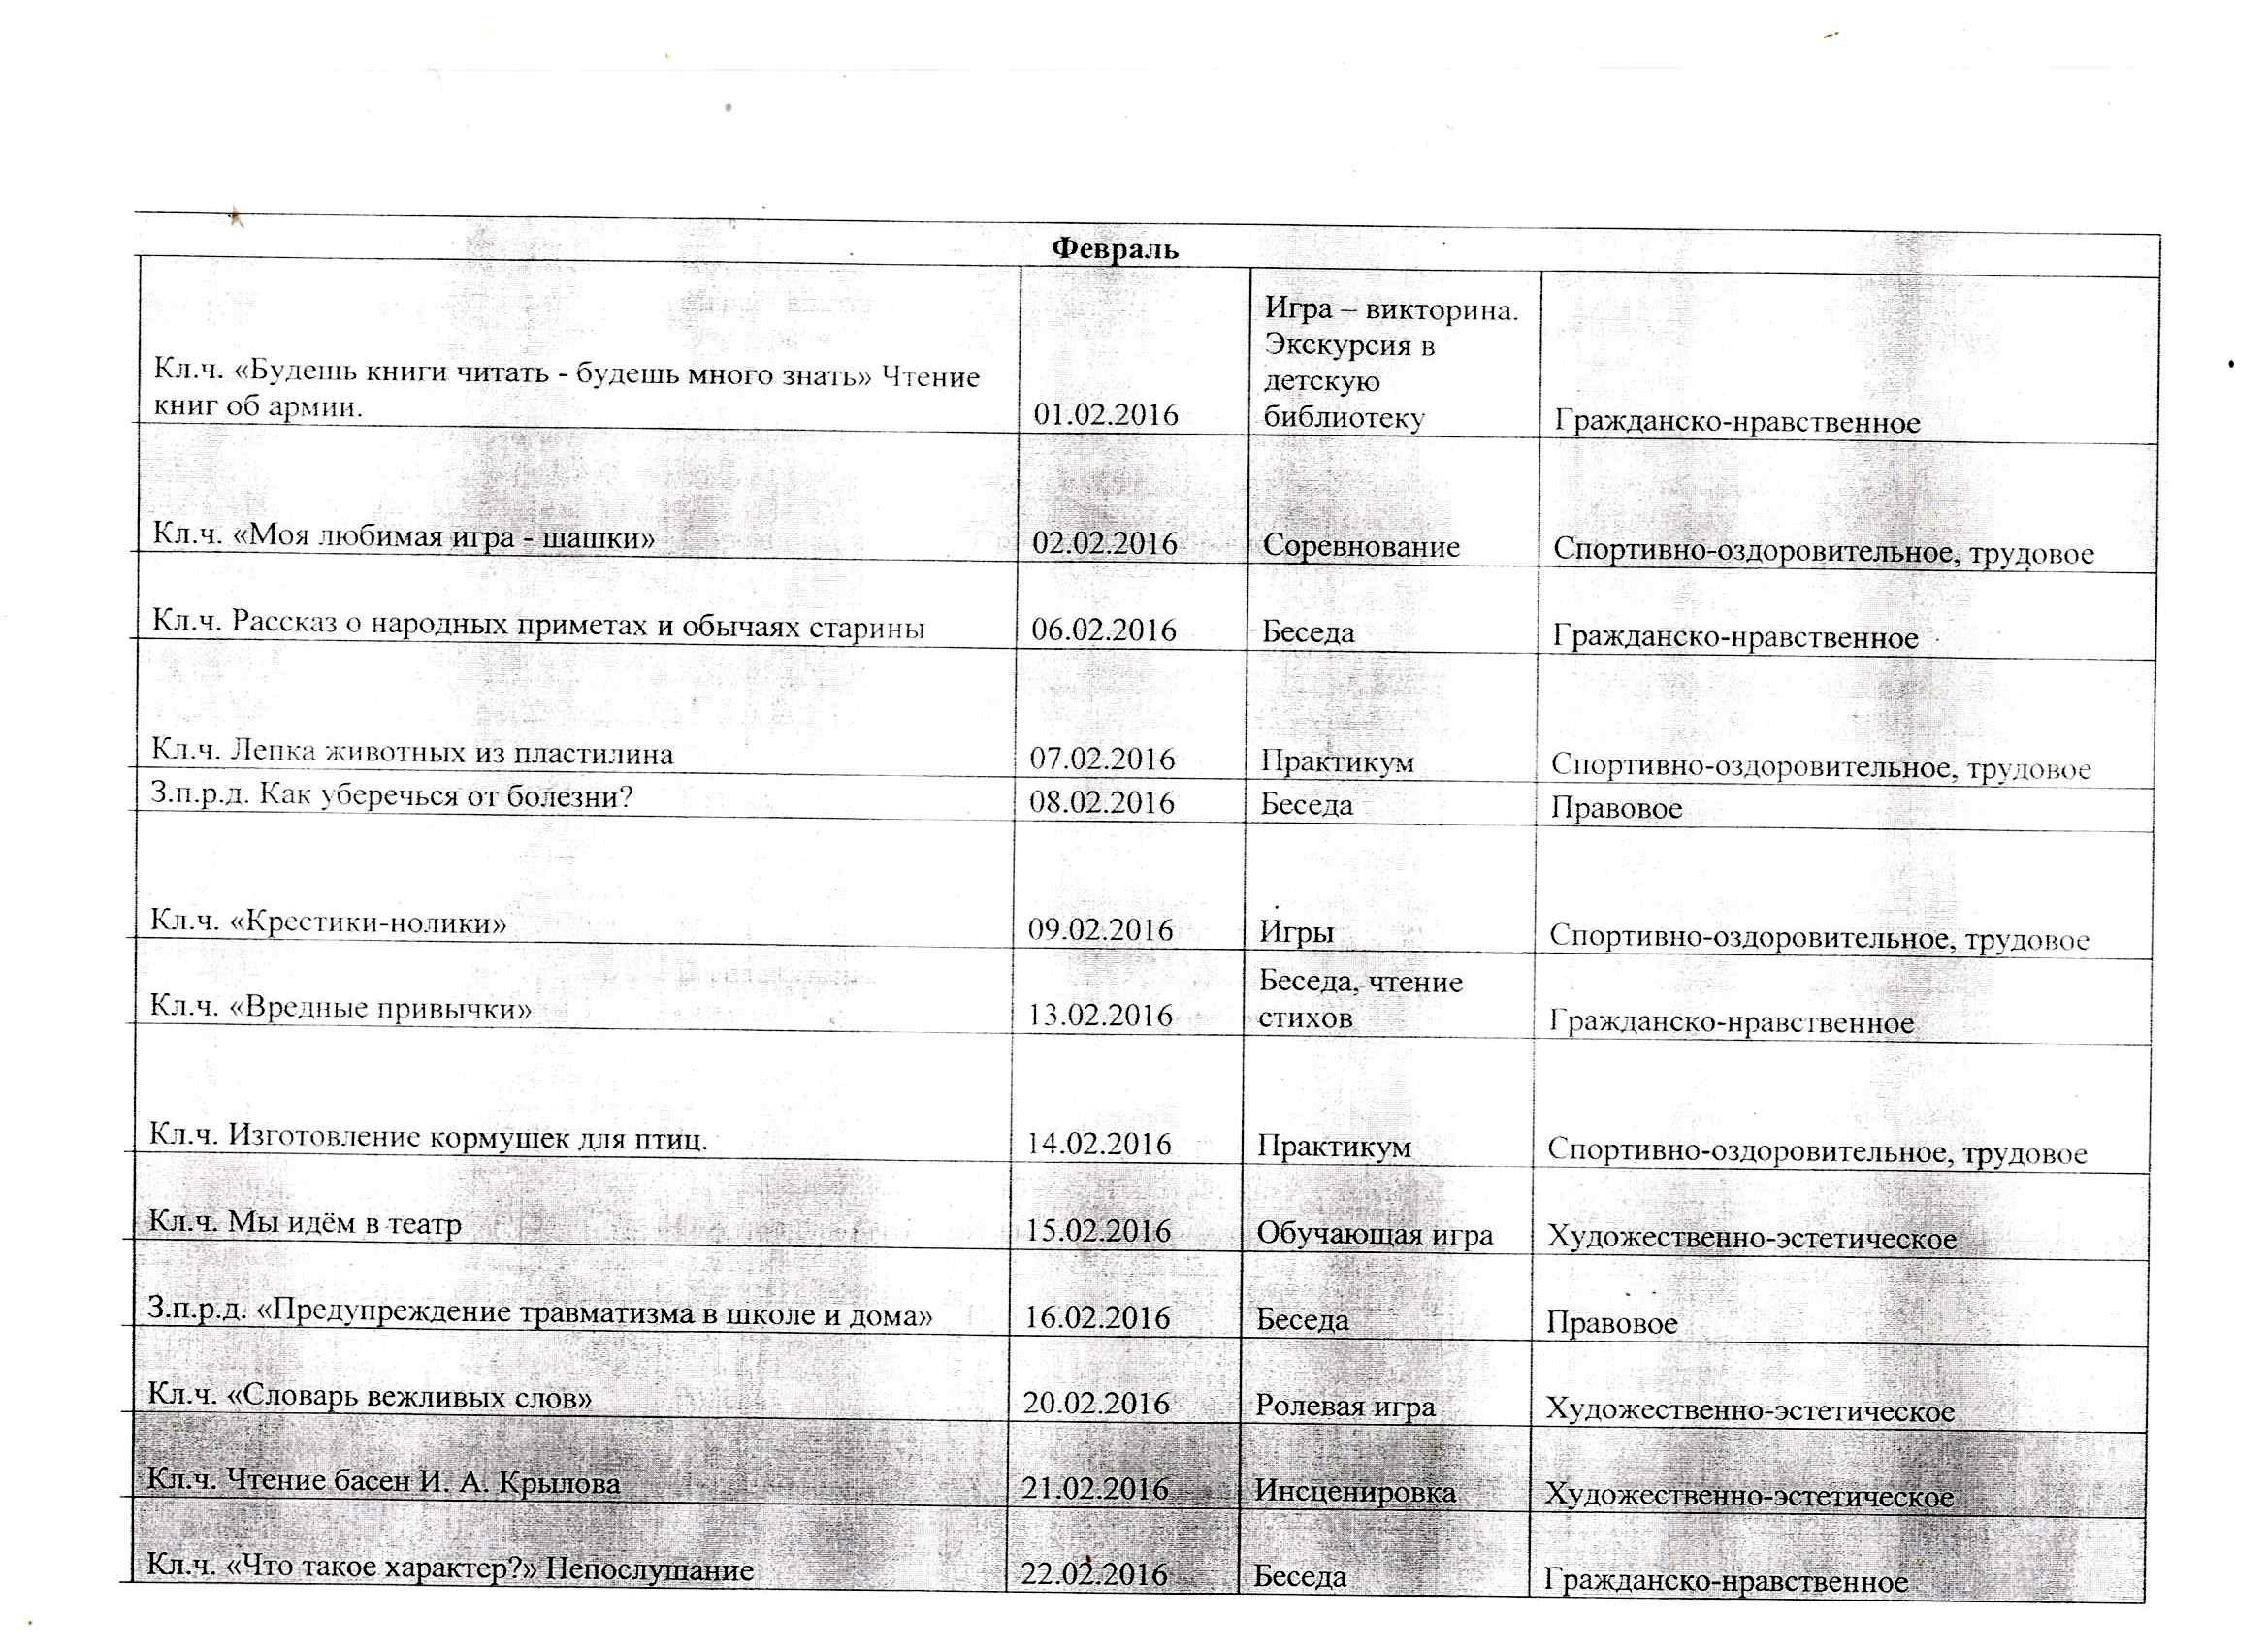 Февраль
Кл.ч. «Будешь книги читать - будешь много знать» Чтение
книг об армии.
01.02.2016
Игра – викторина.
Экскурсия в
детскую
библиотеку
Гражданско-нравственное
Кл.ч. «Моя любимая игра - шашки»
02.02.2016
Соревнование
Спортивно-оздоровительное, трудовое
Кл.ч. Рассказ о народных приметах и обычаях старины
06.02.2016
Беседа
Гражданско-нравственное
Кл.ч. Лепка животных из пластилина
07.02.2016
Практикум
Спортивно-оздоровительное, трудовое
З.п.р.д. Как уберечься от болезни?
08.02.2016
Беседа
Правовое
Кл.ч. «Крестики-нолики»
09.02.2016
Игры
Спортивно-оздоровительное, трудовое
Кл.ч. «Вредные привычки»
13.02.2016
Беседа, чтение
стихов
Гражданско-нравственное
Кл.ч. Изготовление кормушек для птиц.
14.02.2016
Практикум
Спортивно-оздоровительное, трудовое
Кл.ч. Мы идём в театр
15.02.2016
Обучающая игра
Художественно-эстетическое
З.п.р.д. «Предупреждение травматизма в школе и дома»
16.02.2016
Беседа
Правовое
Кл.ч. «Словарь вежливых слов»
20.02.2016
Ролевая игра
Художественно-эстетическое
Кл.ч. Чтение басен И. А. Крылова
21.02.2016
Инсценировка
Художественно-эстетическое
Кл.ч. «Что такое характер?» Непослушание
22.02.2016
Беседа
Гражданско-нравственное